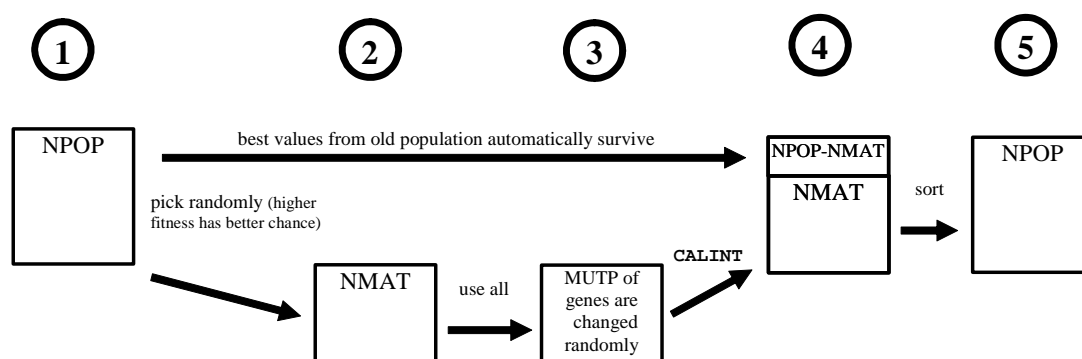 1
2
3
4
5
NPOP
best values from old population automatically survive
NPOP-NMAT
NPOP
NMAT
sort
pick randomly (higher
fitness has better chance)
CALINT
NMAT
use all
MUTP of
genes are
changed
randomly